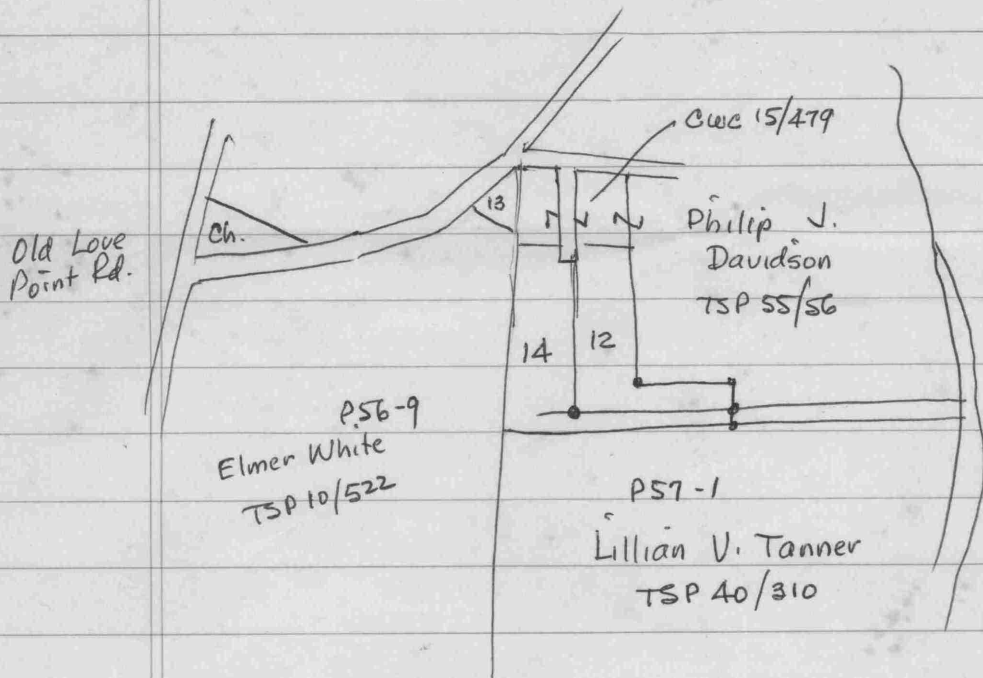 CWC 15/479
Old Love
Point Rd.
Ch.
13
Philip J.
Davidson
TSP 55/56
14
12
P56-9
Elmer White
TSP 10/522
P57-1
Lillian V. Tanner
TSP 40/310